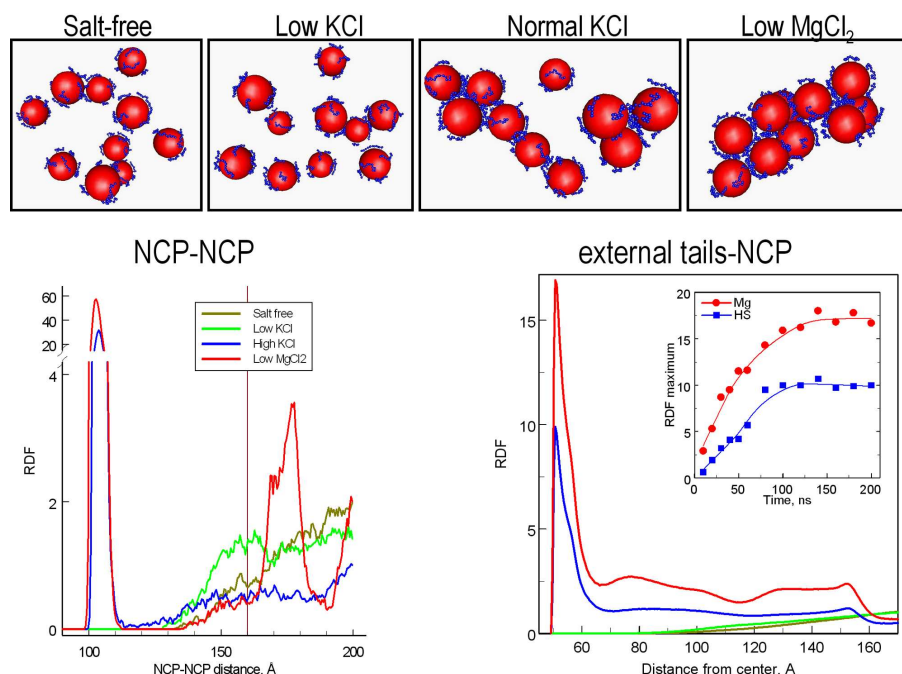 Salt-free
Low KCl
Normal KCl
Low MgCl₂
NCP-NCP
external tails-NCP
60
40
20
4
2
0
RDF
Salt free
Low KCl
High KCl
Low MgCl2
100
150
200
NCP-NCP distance, Å
15
10
5
0
RDF
20
15
10
5
0
RDF maximum
Mg
HS
0
50
100
150
200
Time, ns
40
60
80
100
120
140
160
Distance from center, A